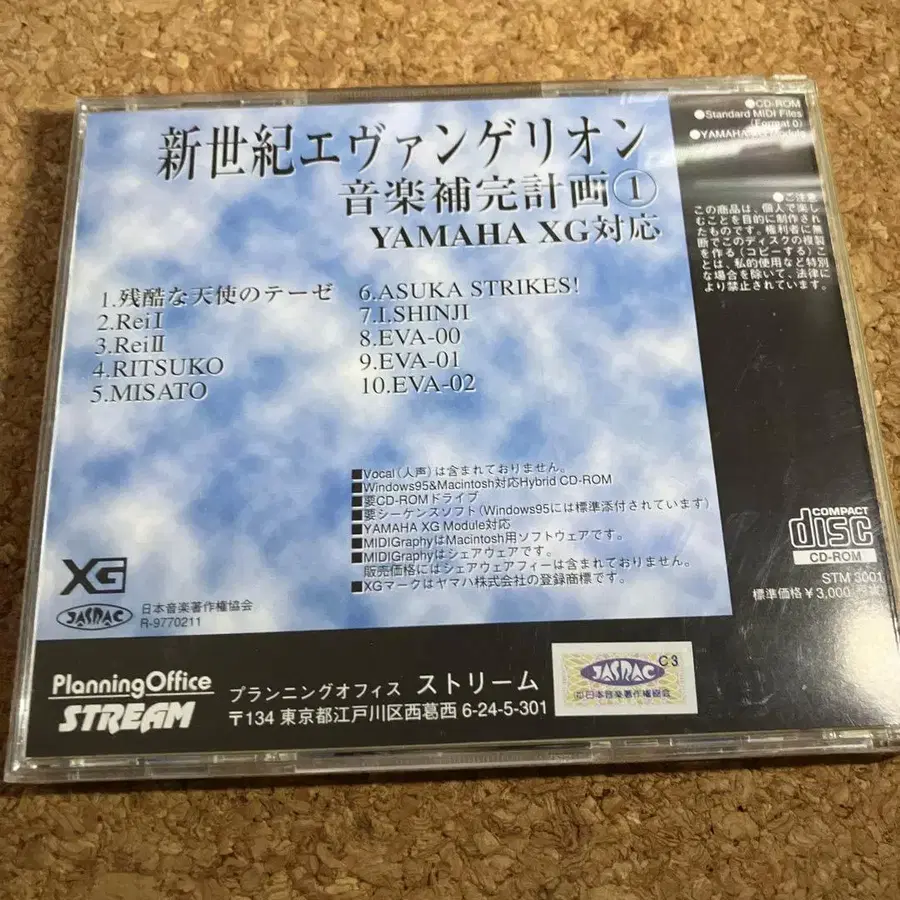 新世紀エヴァンゲリオン
音楽補完計画①
YAMAHA XG対応
1.残酷な天使のテーゼ
2.ReiⅠ
3.ReiⅡ
4.RITSUKO
5.MISATO
6.ASUKA STRIKES!
7.I.SHINJI
8.EVA-00
9.EVA-01
10.EVA-02
■Vocal(人声)は含まれておりません。
■Windows95&Macintosh対応Hybrid CD-ROM
■要CD-ROMドライブ
■要シーケンスソフト(Windows95には標準添付されています)
■YAMAHA XG Module対応
■MIDIGraphyはMacintosh用ソフトウェアです。
■MIDIGraphyはシェアウェアです。
販売価格にはシェアウェアフィーは含まれておりません。
■XGマークはヤマハ株式会社の登録商標です。
XG
JASRAC
日本音楽著作権協会
R-9770211
●CD-ROM
●Standard MIDI Files
(Format 0)
●YAMAHA XG Module
●ご注意
この商品は、個人で楽し
むことを目的に制作され
たものです。権利者に無
断でこのディスクの複製
を作る(コピーする)こ
とは、私的使用など特別
な場合を除いて、法律に
より禁止されています。
COMPACT
disc
CD-ROM
STM 3001
標準価格¥3,000
PlanningOffice
STREAM
プランニングオフィス ストリーム
〒134 東京都江戸川区西葛西6-24-5-301
C3
JASRAC
日本音楽著作権協会